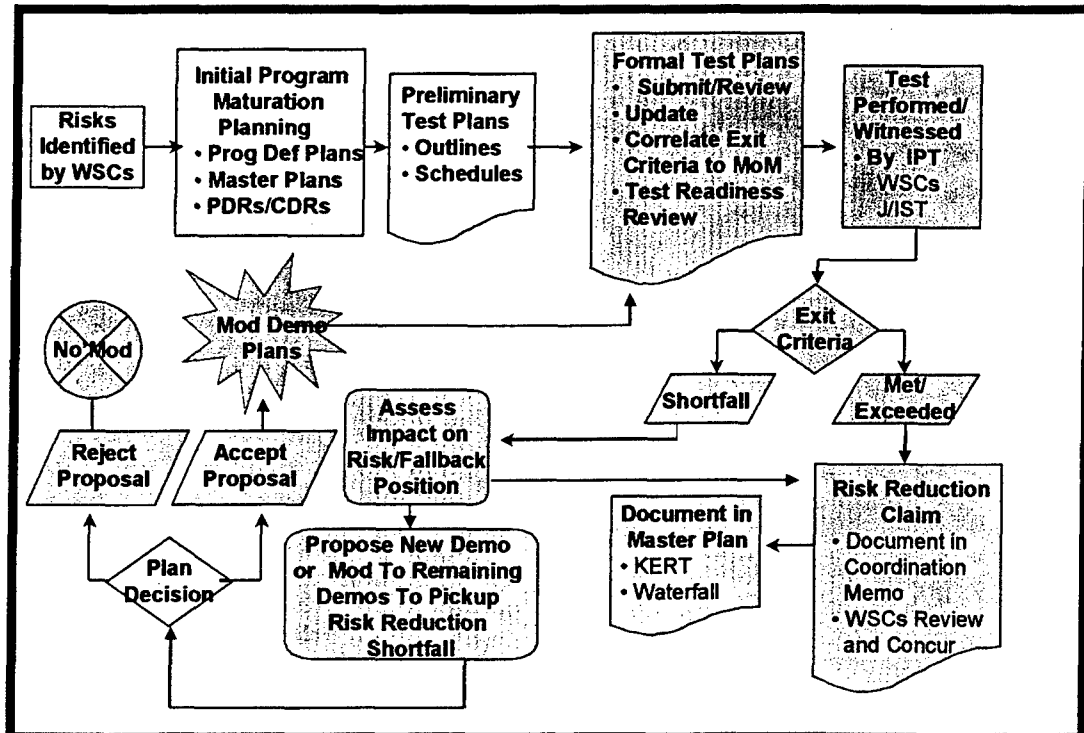 Risks
Identified
by WSCs
Initial Program
Maturation
Planning
• Prog Def Plans
• Master Plans
• PDRs/CDRs
Preliminary
Test Plans
• Outlines
• Schedules
Formal Test Plans
• Submit/Review
• Update
• Correlate Exit
Criteria to MoM
• Test Readiness
Review
Test
Performed/
Witnessed
• By IPT
WSCs
J/IST
Exit
Criteria
Shortfall
Met/
Exceeded
No Mod
Mod Demo
Plans
Assess
Impact on
Risk/Fallback
Position
Reject
Proposal
Accept
Proposal
Plan
Decision
Propose New Demo
or Mod To Remaining
Demos To Pickup
Risk Reduction
Shortfall
Document in
Master Plan
• KERT
• Waterfall
Risk Reduction
Claim
• Document in
Coordination
Memo
• WSCs Review
and Concur